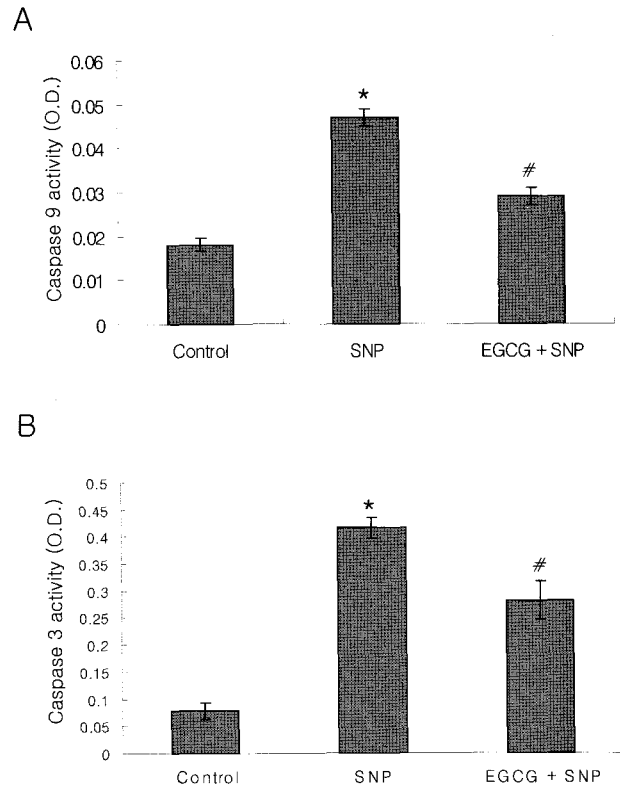 A
Caspase 9 activity (O.D.)
0.06
0.05
0.04
0.03
0.02
0.01
0
*
#
Control
SNP
EGCG + SNP
B
Caspase 3 activity (O.D.)
0.5
0.45
0.4
0.35
0.3
0.25
0.2
0.15
0.1
0.05
0
*
#
Control
SNP
EGCG + SNP